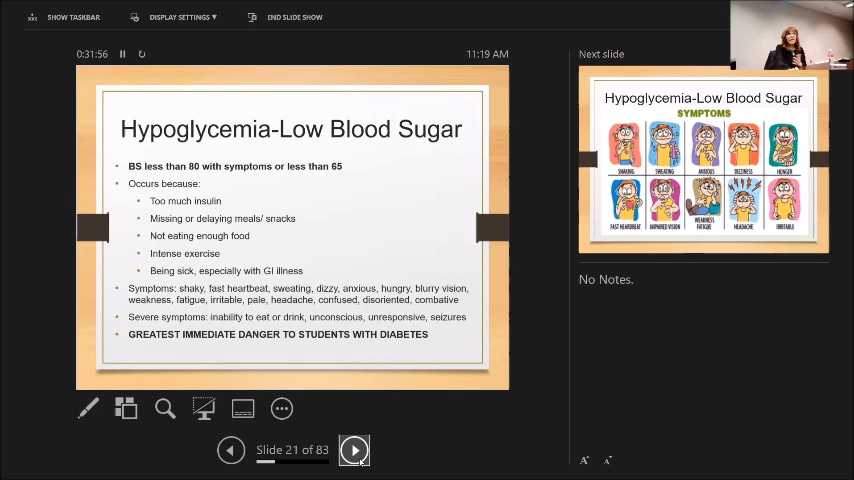 SHOW TASKBAR
DISPLAY SETTINGS ▼
END SLIDE SHOW
0:31:56
11:19 AM
Hypoglycemia-Low Blood Sugar
• BS less than 80 with symptoms or less than 65
• Occurs because:
• Too much insulin
• Missing or delaying meals/ snacks
• Not eating enough food
• Intense exercise
• Being sick, especially with GI illness
• Symptoms: shaky, fast heartbeat, sweating, dizzy, anxious, hungry, blurry vision,
weakness, fatigue, irritable, pale, headache, confused, disoriented, combative
• Severe symptoms: inability to eat or drink, unconscious, unresponsive, seizures
• GREATEST IMMEDIATE DANGER TO STUDENTS WITH DIABETES
Slide 21 of 83
Next slide
Hypoglycemia-Low Blood Sugar
SYMPTOMS
SHAKING
SWEATING
ANXIOUS
DIZZINESS
HUNGER
FAST HEARTBEAT
IMPAIRED VISION
WEAKNESS
FATIGUE
HEADACHE
IRRITABLE
No Notes.
A
A